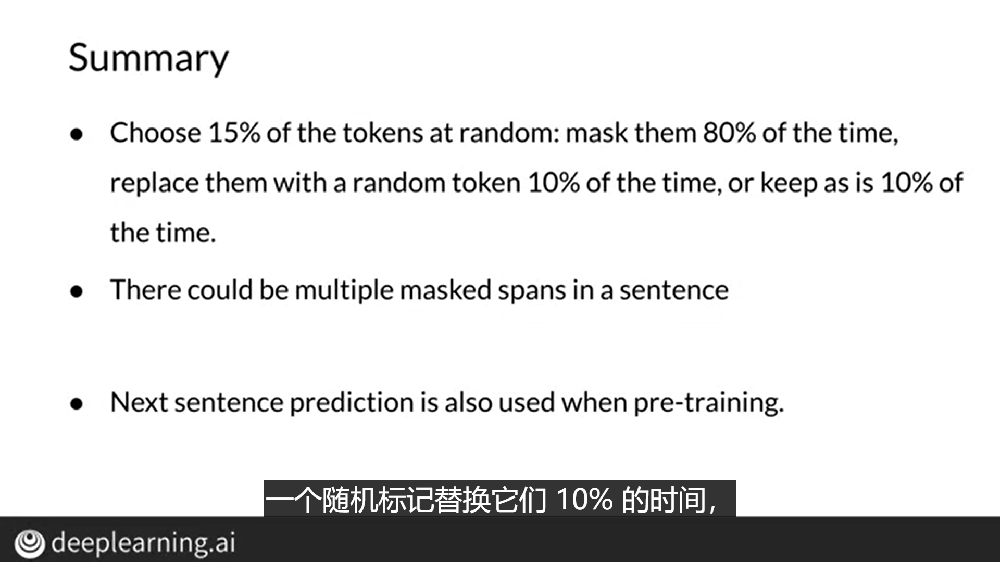 Summary
● Choose 15% of the tokens at random: mask them 80% of the time,
replace them with a random token 10% of the time, or keep as is 10% of
the time.
● There could be multiple masked spans in a sentence
● Next sentence prediction is also used when pre-training.
一个随机标记替换它们 10% 的时间，
deeplearning.ai